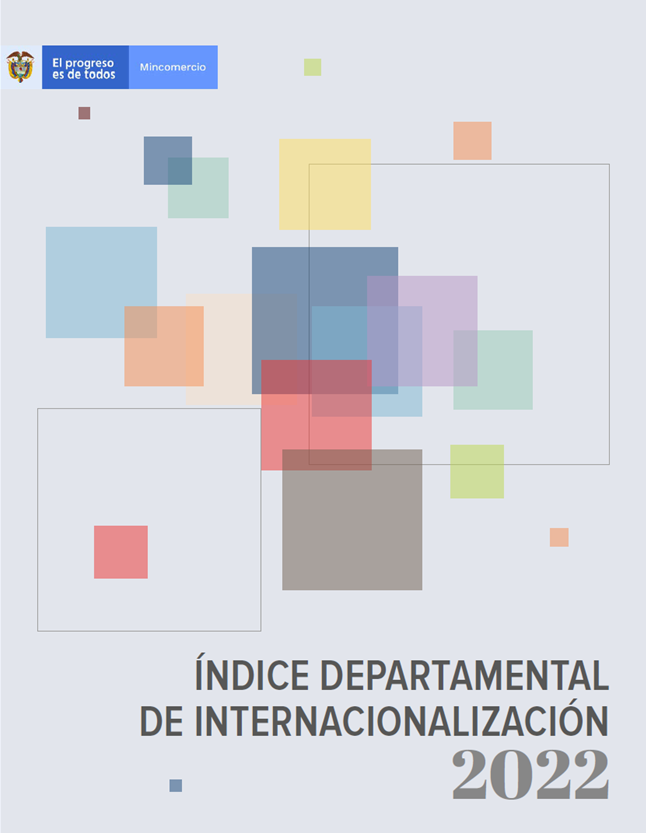 El progreso
es de todos
Mincomercio
ÍNDICE DEPARTAMENTAL
DE INTERNACIONALIZACIÓN
2022